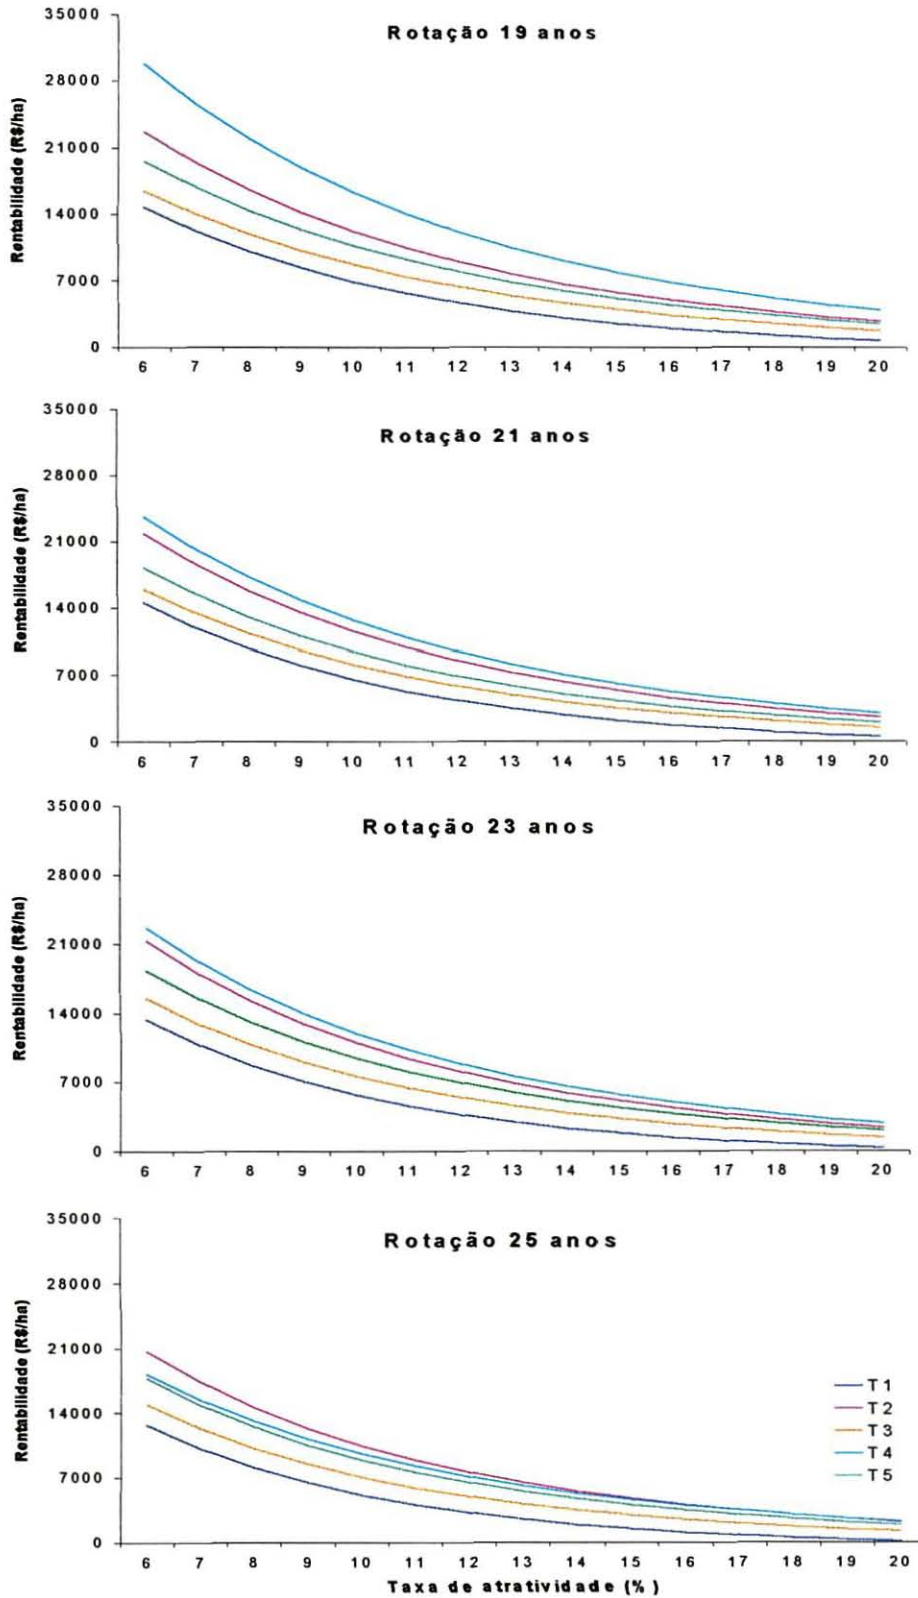 Rotação 19 anos
Rentabilidade (R$/ha)
35000
28000
21000
14000
7000
0
6 7 8 9 10 11 12 13 14 15 16 17 18 19 20
Rotação 21 anos
Rentabilidade (R$/ha)
35000
28000
21000
14000
7000
0
6 7 8 9 10 11 12 13 14 15 16 17 18 19 20
Rotação 23 anos
Rentabilidade (R$/ha)
35000
28000
21000
14000
7000
0
6 7 8 9 10 11 12 13 14 15 16 17 18 19 20
Rotação 25 anos
Rentabilidade (R$/ha)
35000
28000
21000
14000
7000
0
T1
T2
T3
T4
T5
6 7 8 9 10 11 12 13 14 15 16 17 18 19 20
Taxa de atratividade (%)